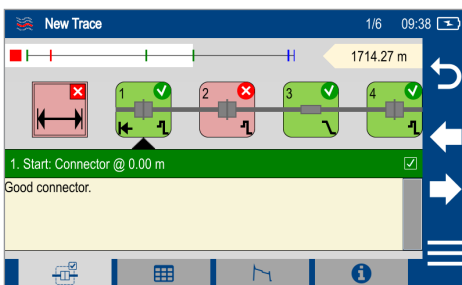 New Trace
1/6
09:38
1714.27 m
1
2
3
4
1. Start: Connector @ 0.00 m
Good connector.